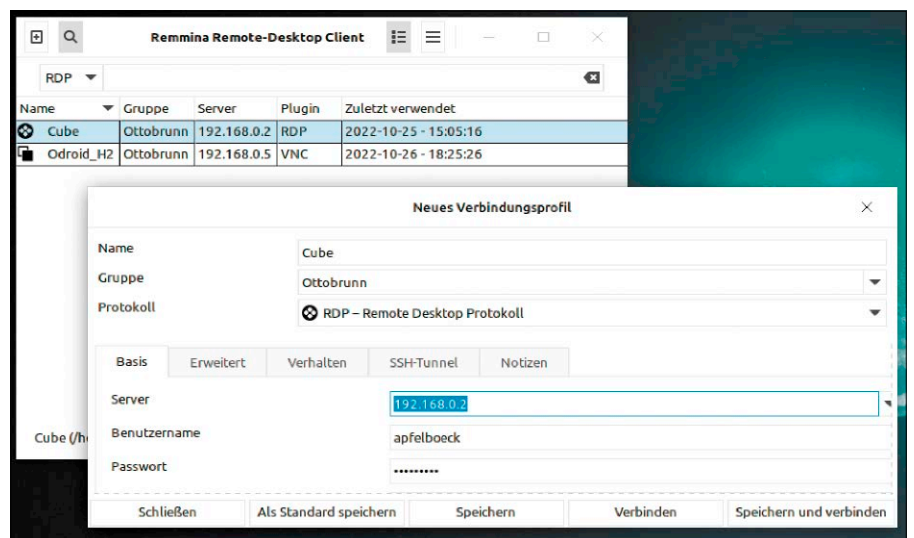 Remmina Remote-Desktop Client
RDP
Name Gruppe Server Plugin Zuletzt verwendet
Cube Ottobrunn 192.168.0.2 RDP 2022-10-25 - 15:05:16
Odroid_H2 Ottobrunn 192.168.0.5 VNC 2022-10-26 - 18:25:26
Neues Verbindungsprofil
Name Cube
Gruppe Ottobrunn
Protokoll RDP – Remote Desktop Protokoll
Basis Erweitert Verhalten SSH-Tunnel Notizen
Server 192.168.0.2
Benutzername apfelboeck
Passwort •••••••••
Cube (/h
Schließen Als Standard speichern Speichern Verbinden Speichern und verbinden